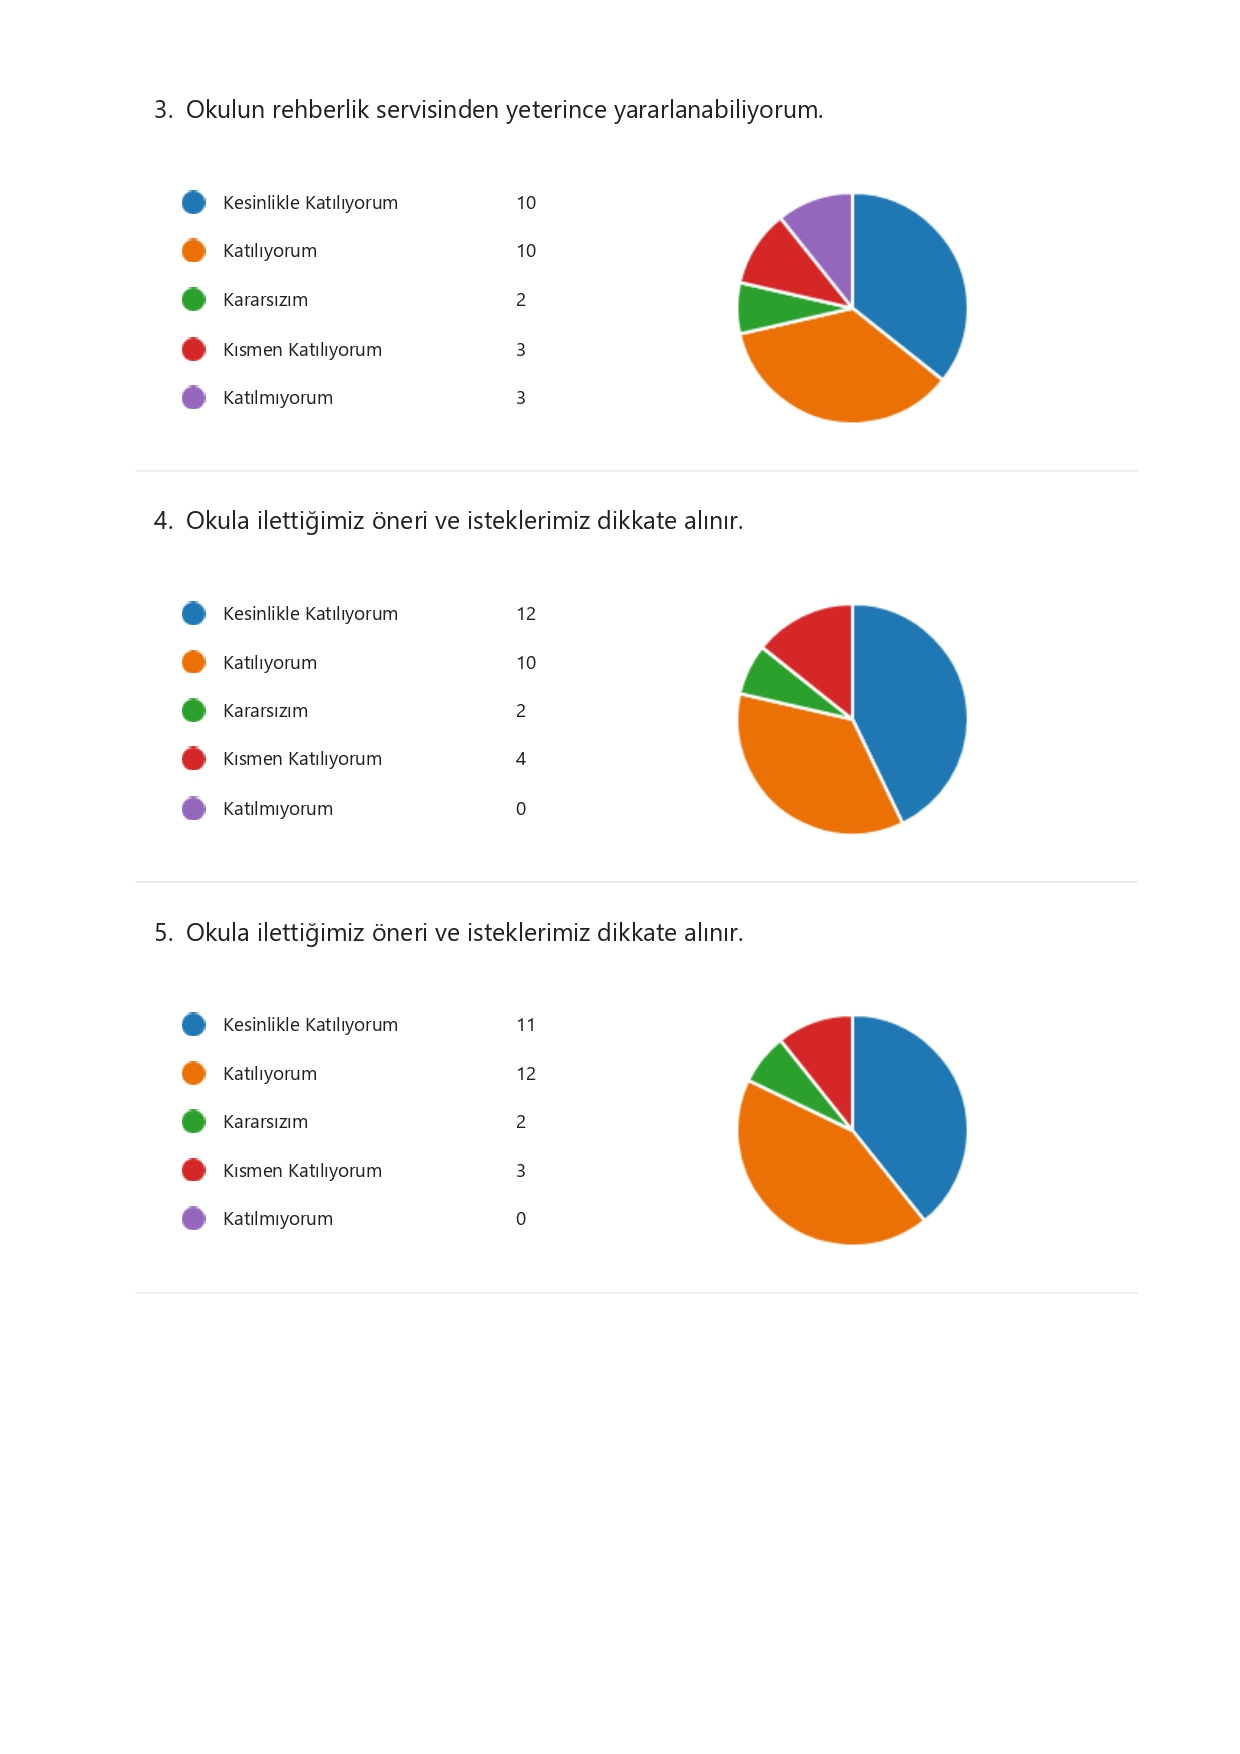 3. Okulun rehberlik servisinden yeterince yararlanabiliyorum.
Kesinlikle Katılıyorum 10
Katılıyorum 10
Kararsızım 2
Kısmen Katılıyorum 3
Katılmıyorum 3
4. Okula ilettiğimiz öneri ve isteklerimiz dikkate alınır.
Kesinlikle Katılıyorum 12
Katılıyorum 10
Kararsızım 2
Kısmen Katılıyorum 4
Katılmıyorum 0
5. Okula ilettiğimiz öneri ve isteklerimiz dikkate alınır.
Kesinlikle Katılıyorum 11
Katılıyorum 12
Kararsızım 2
Kısmen Katılıyorum 3
Katılmıyorum 0